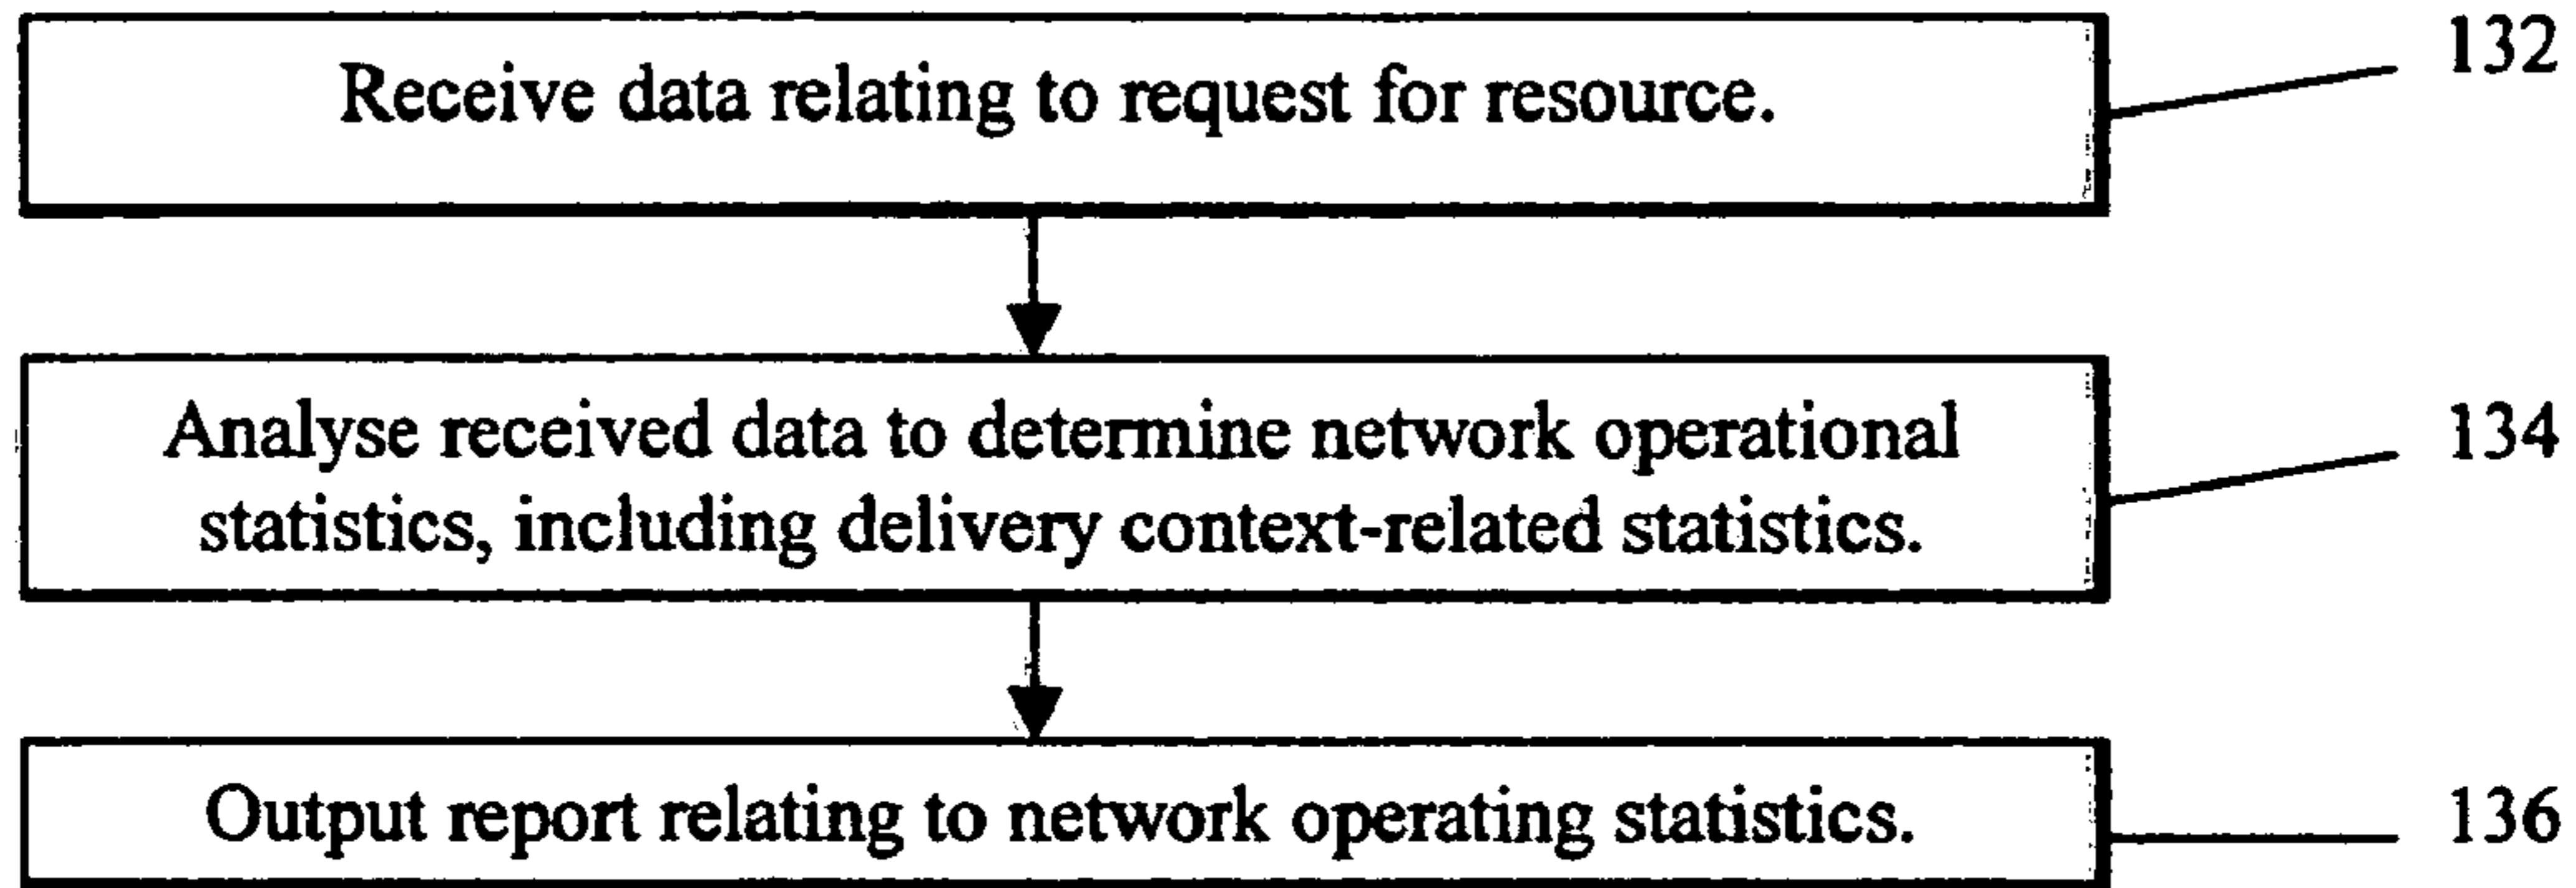 Receive data relating to request for resource.
132
Analyse received data to determine network operational
statistics, including delivery context-related statistics.
134
Output report relating to network operating statistics.
136